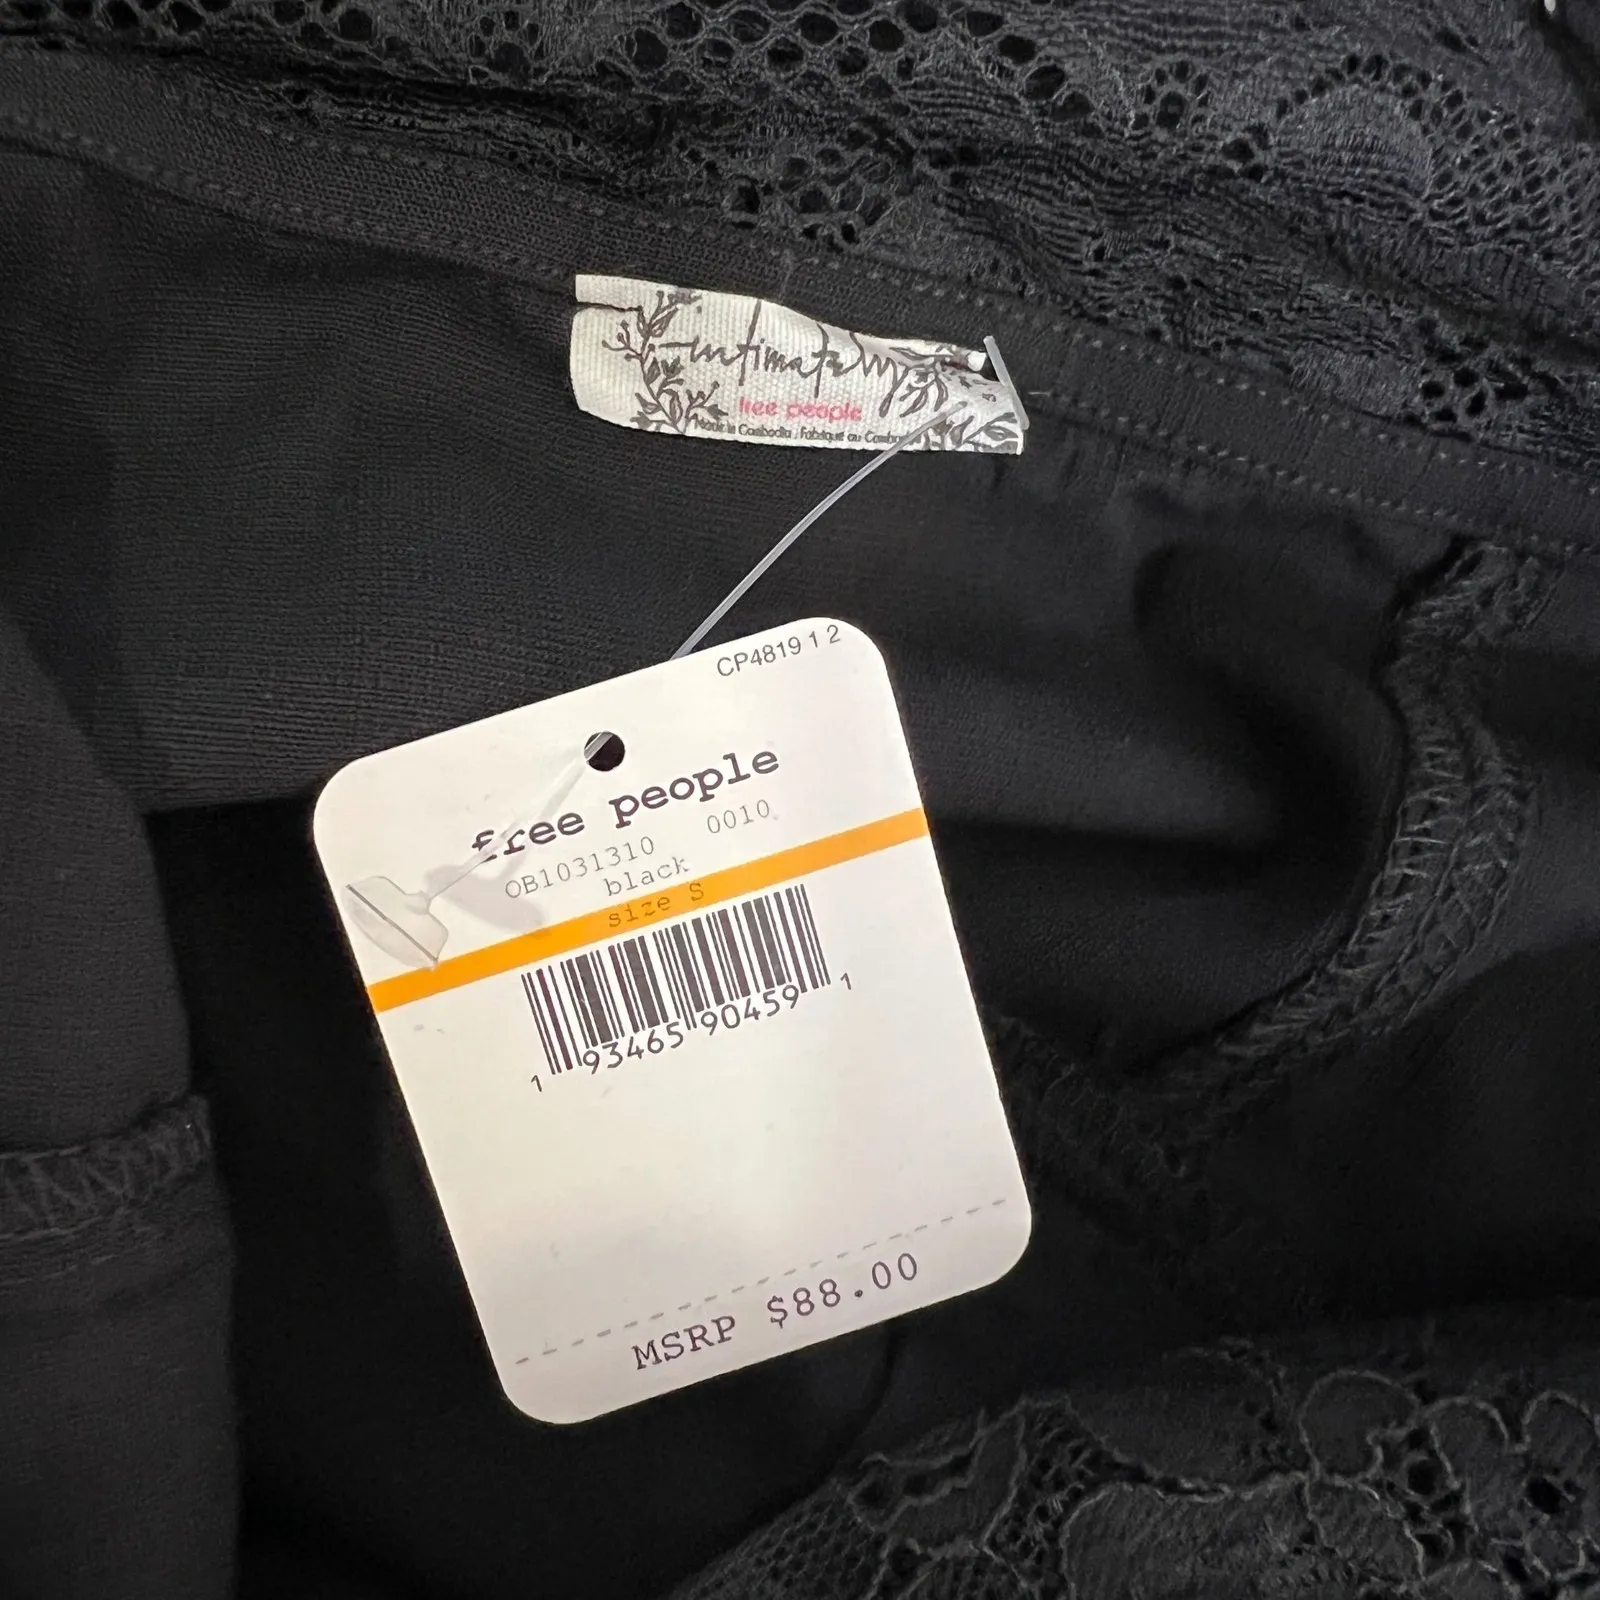 intimately
free people
Made in Cambodia ; Fabriqué au
S
CP4819 1 2
free people
OB1031310 0010
black
size S
1 93465 90459 1
MSRP $88.00